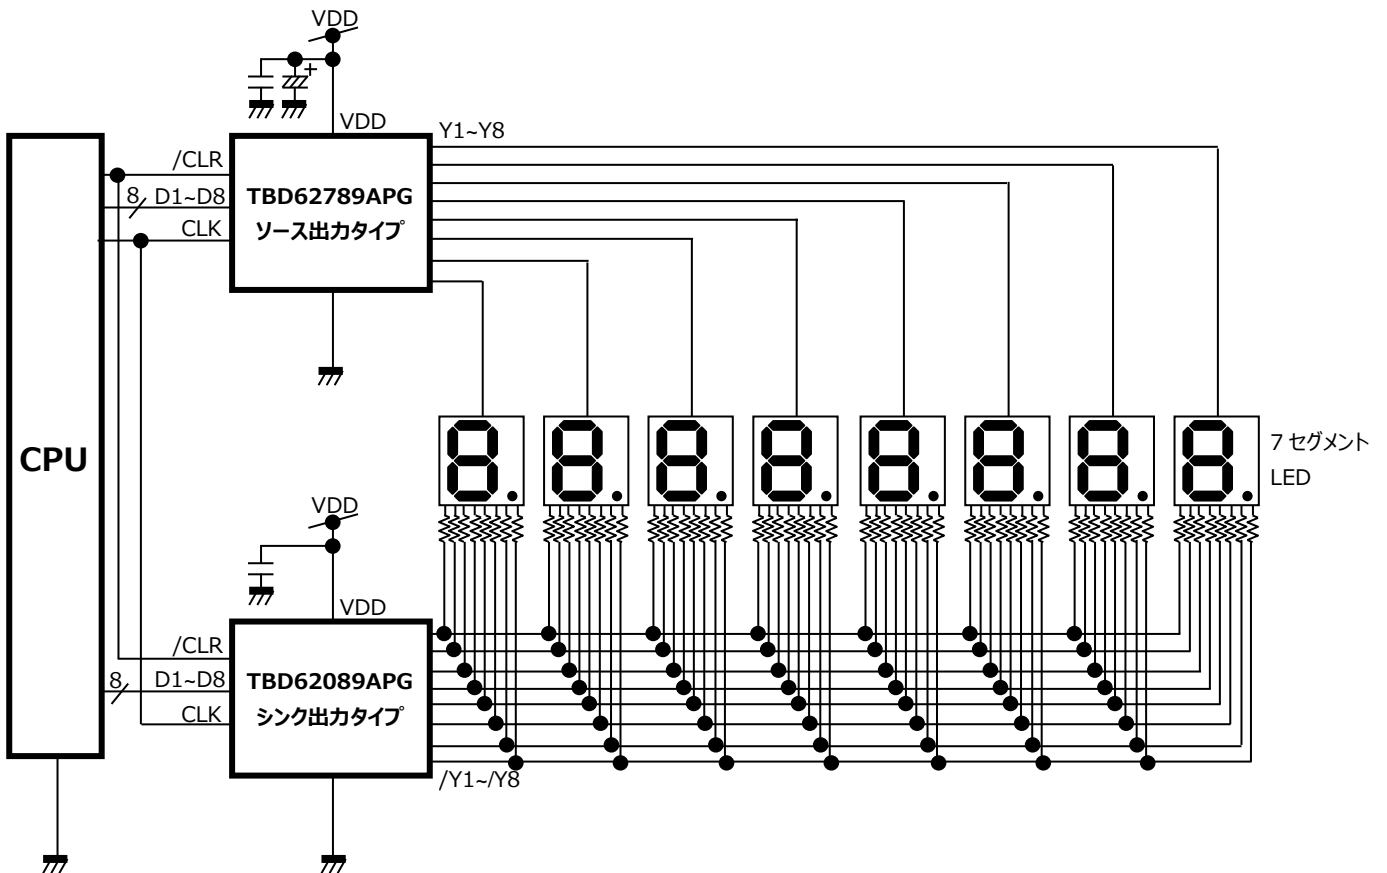 VDD
+
VDD
Y1~Y8
/CLR
8
D1~D8
CLK
TBD62789APG
ソース出力タイプ
CPU
7 セグメント
LED
VDD
VDD
/CLR
8
D1~D8
CLK
TBD62089APG
シンク出力タイプ
/Y1~/Y8